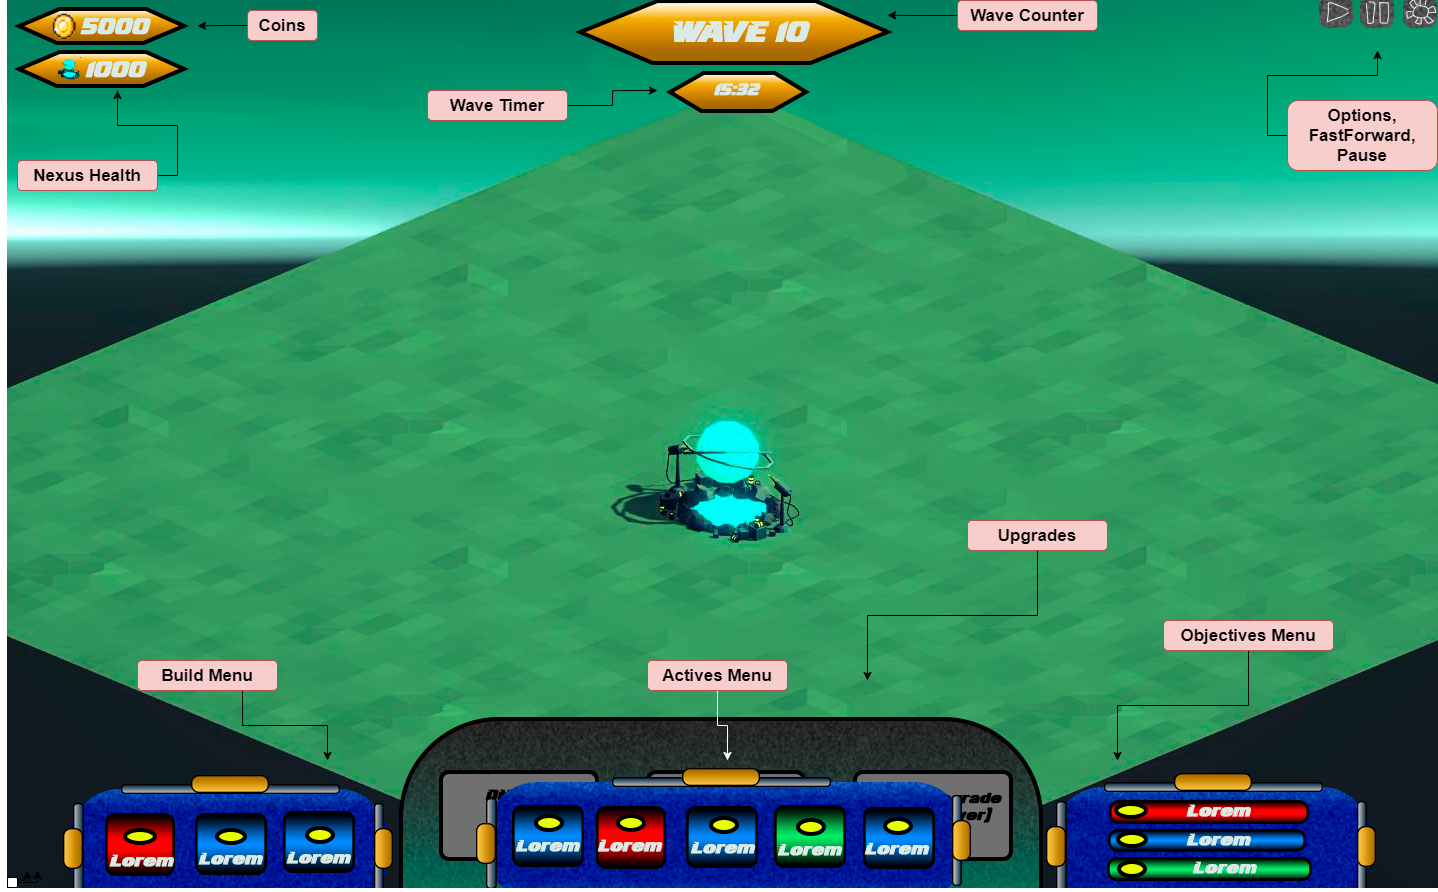 5000
Coins
1000
Nexus Health
WAVE 10
Wave Counter
15:32
Wave Timer
Options,
FastForward,
Pause
Upgrades
Objectives Menu
Build Menu
Actives Menu
Lorem
Lorem
Lorem
Lorem
Lorem
Lorem
Lorem
Lorem
Lorem
Lorem
Lorem